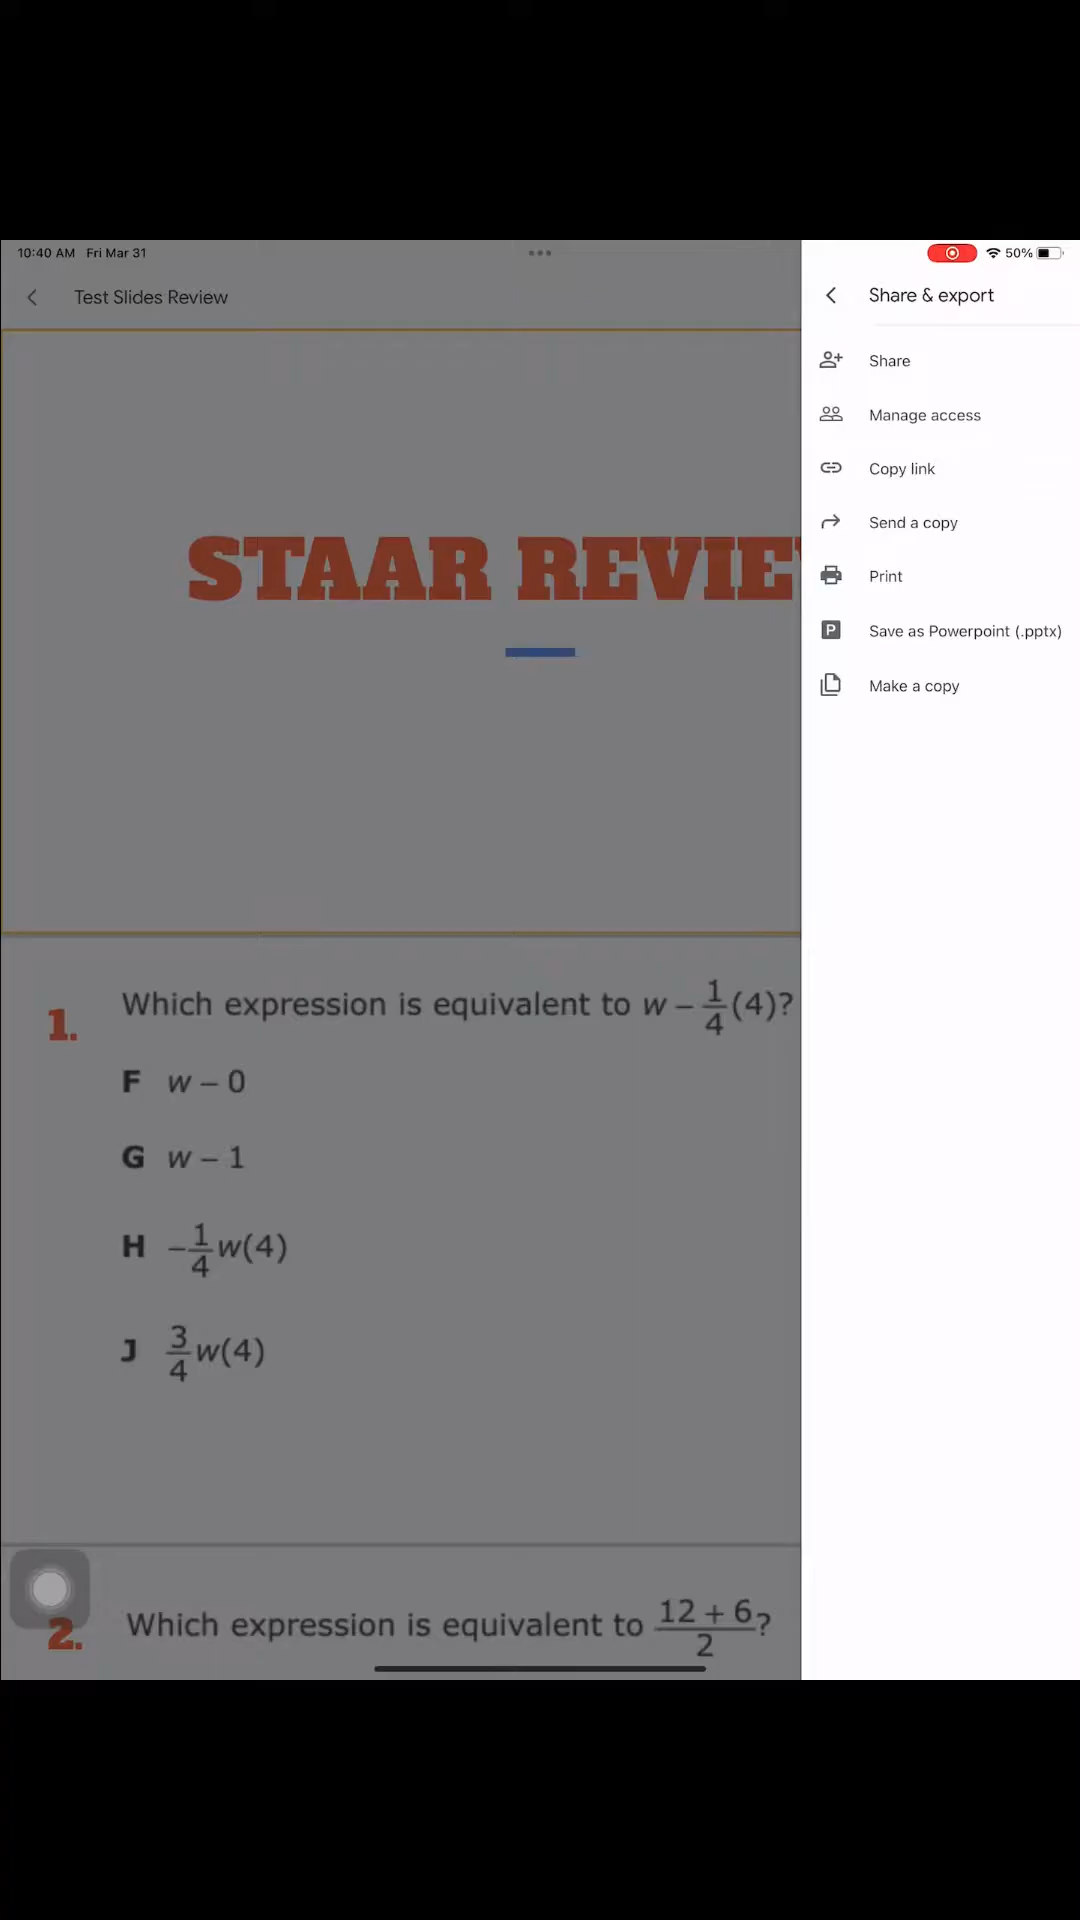 10:40 AM Fri Mar 31
50%
Test Slides Review
Share & export
Share
Manage access
Copy link
Send a copy
Print
P Save as Powerpoint (.pptx)
Make a copy
STAAR REVIE
1. Which expression is equivalent to w – 1/4 (4)?
F w – 0
G w – 1
H – 1/4 w(4)
J 3/4 w(4)
2. Which expression is equivalent to 12 + 6 / 2?